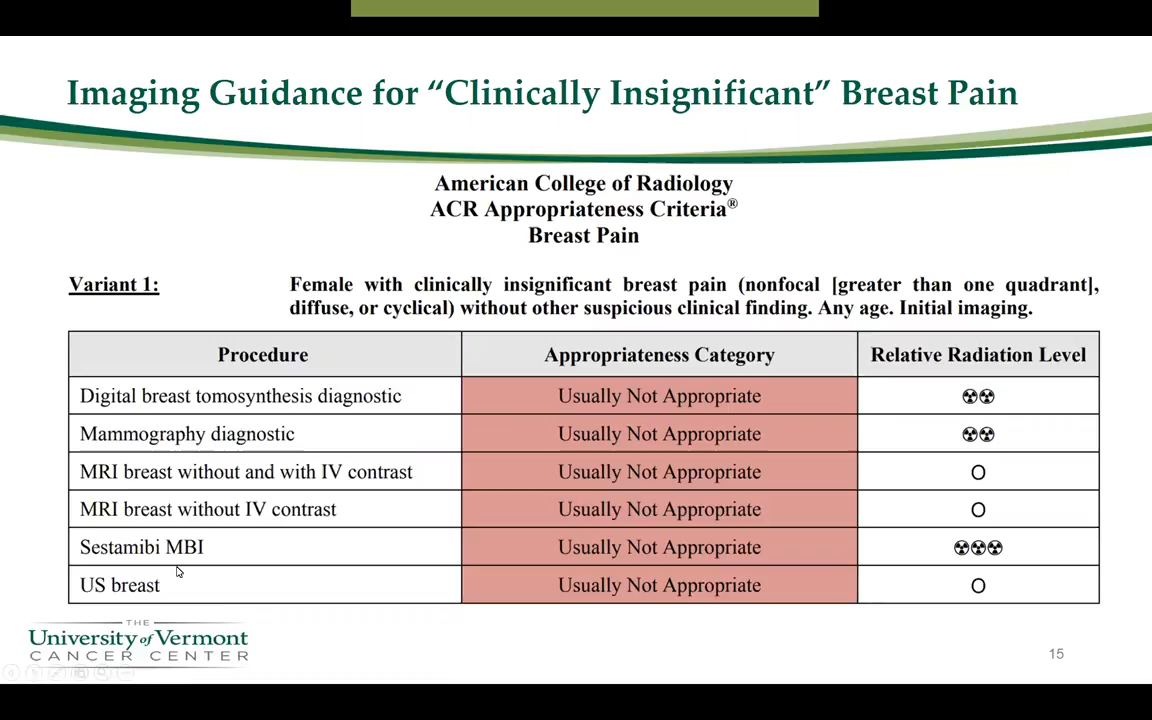 Imaging Guidance for “Clinically Insignificant” Breast Pain
American College of Radiology
ACR Appropriateness Criteria®
Breast Pain
Variant 1: Female with clinically insignificant breast pain (nonfocal [greater than one quadrant],
diffuse, or cyclical) without other suspicious clinical finding. Any age. Initial imaging.
Procedure Appropriateness Category Relative Radiation Level
Digital breast tomosynthesis diagnostic Usually Not Appropriate ☢☢
Mammography diagnostic Usually Not Appropriate ☢☢
MRI breast without and with IV contrast Usually Not Appropriate O
MRI breast without IV contrast Usually Not Appropriate O
Sestamibi MBI Usually Not Appropriate ☢☢☢
US breast Usually Not Appropriate O
THE
University of Vermont
CANCER CENTER
15